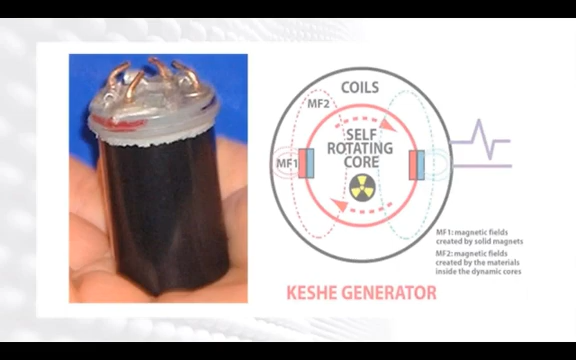 COILS
MF2
SELF
ROTATING
CORE
MF1
MF1: magnetic fields
created by solid magnets
MF2: magnetic fields
created by the materials
inside the dynamic cores
KESHE GENERATOR